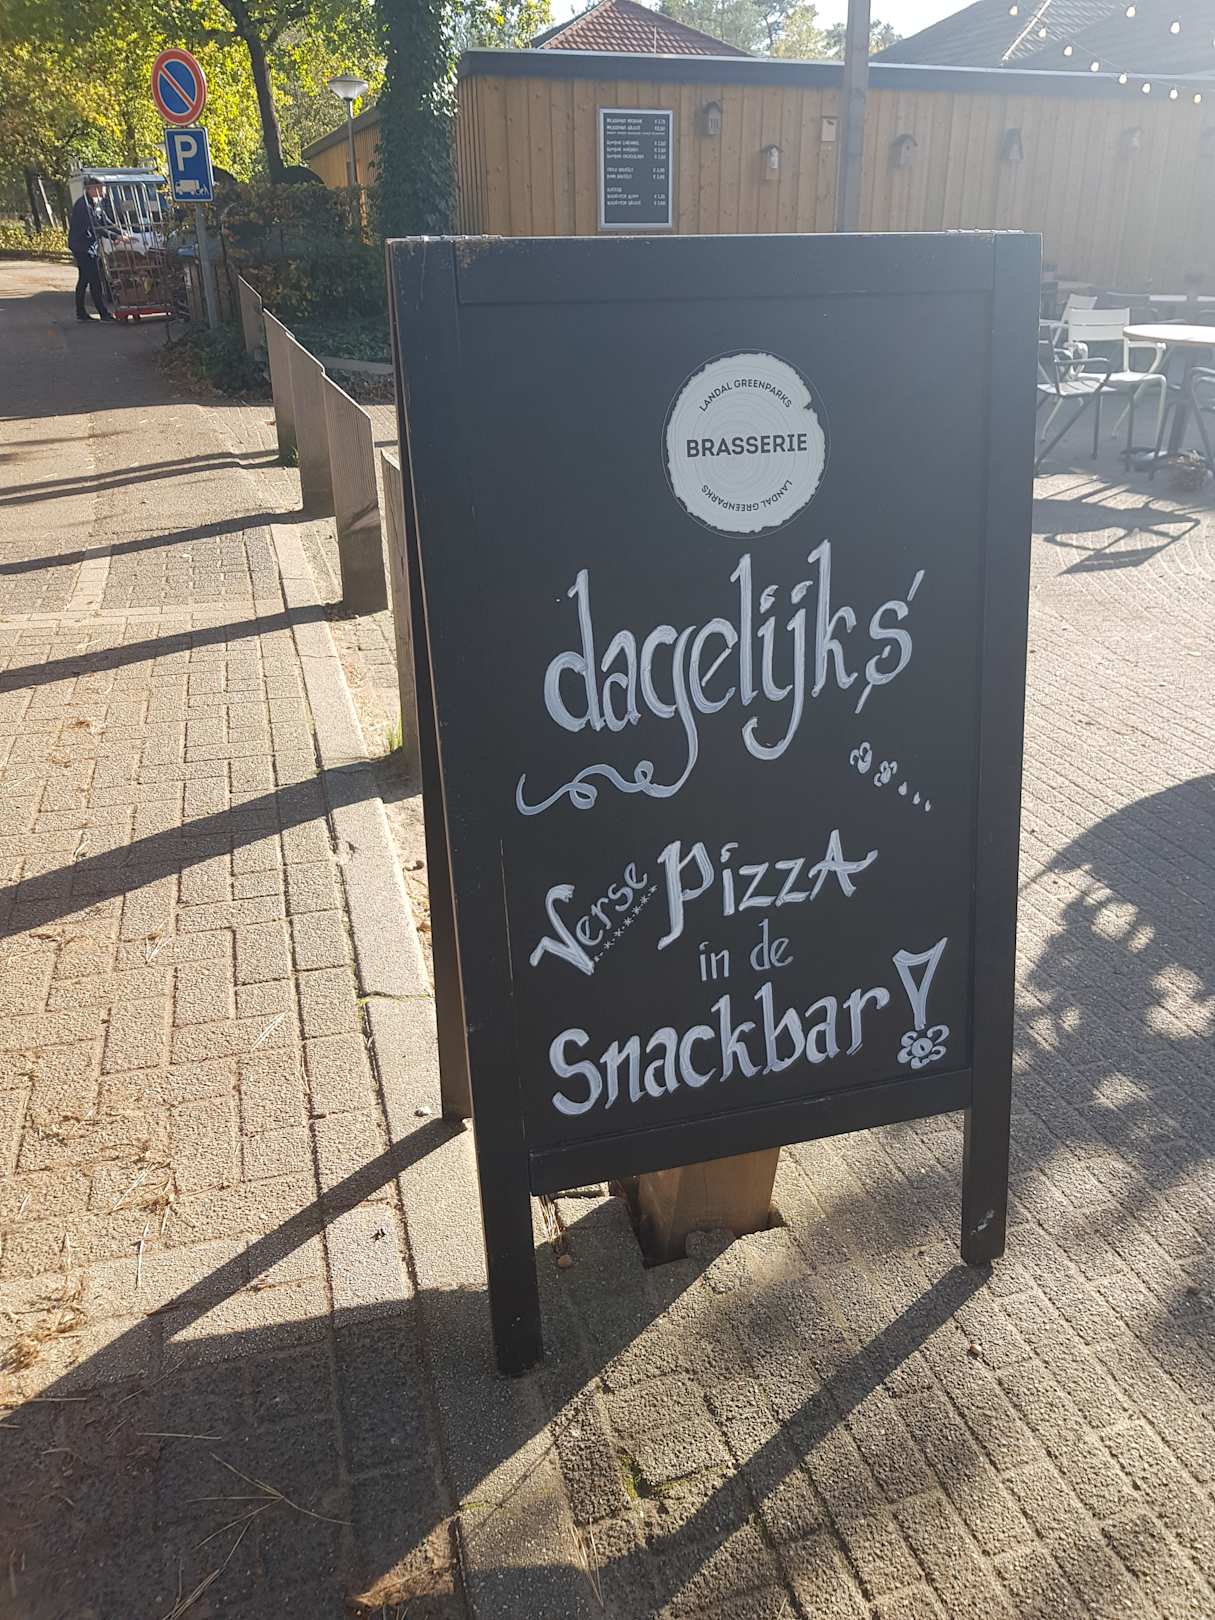 P
LANDAL GREENPARKS
BRASSERIE
LANDAL GREENPARKS
dagelijks'
Verse Pizza
in de
Snackbar!